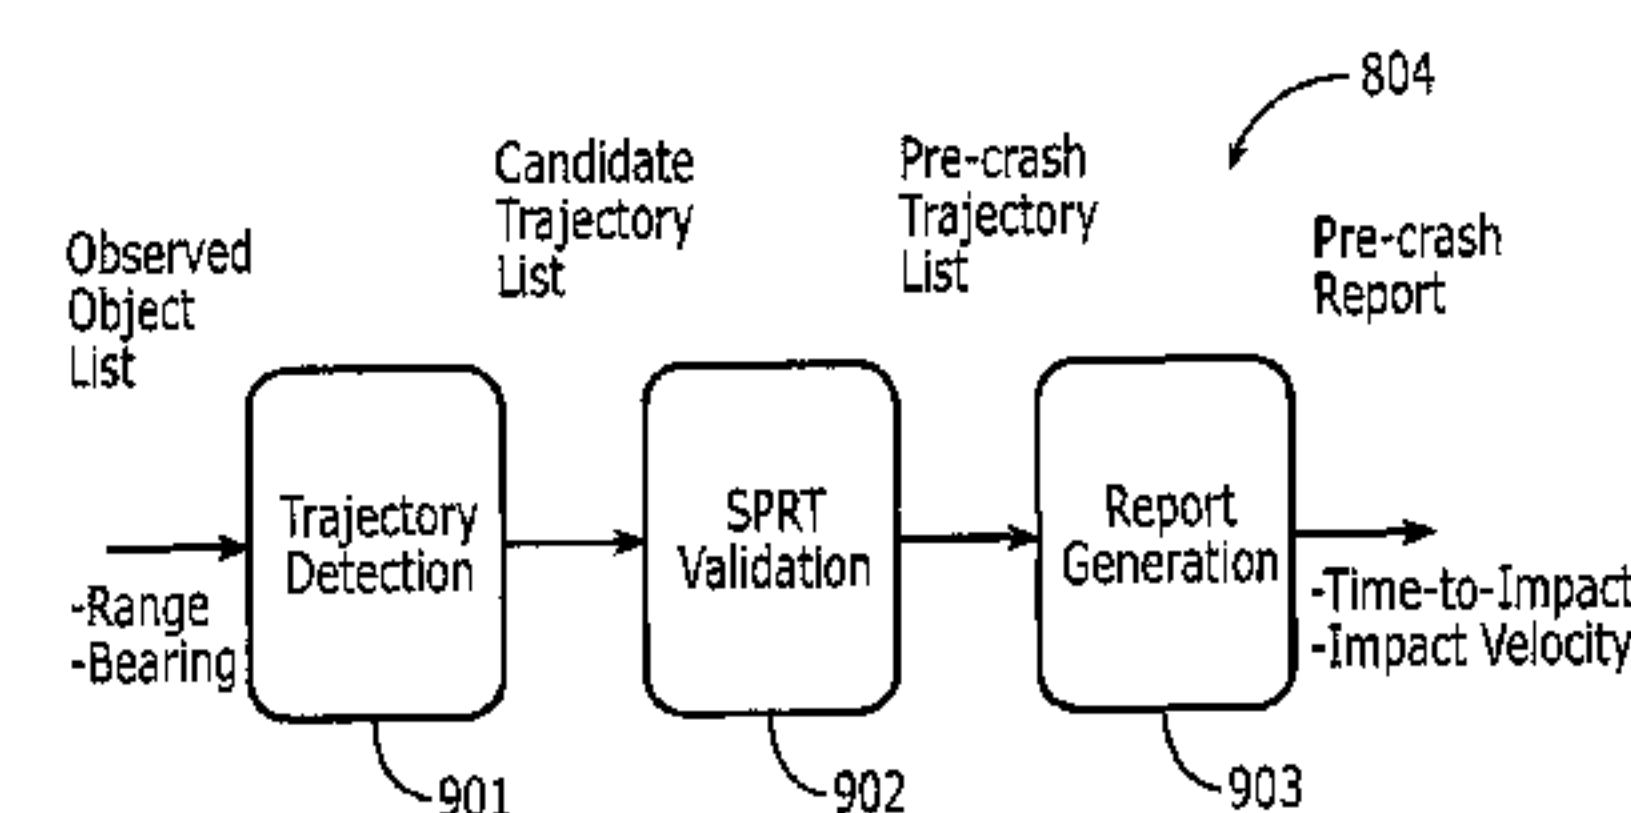 804
Candidate
Trajectory
List
Pre-crash
Trajectory
List
Pre-crash
Report
Observed
Object
List
Trajectory
Detection
SPRT
Validation
Report
Generation
-Range
-Bearing
-Time-to-Impact
-Impact Velocity
901
902
903